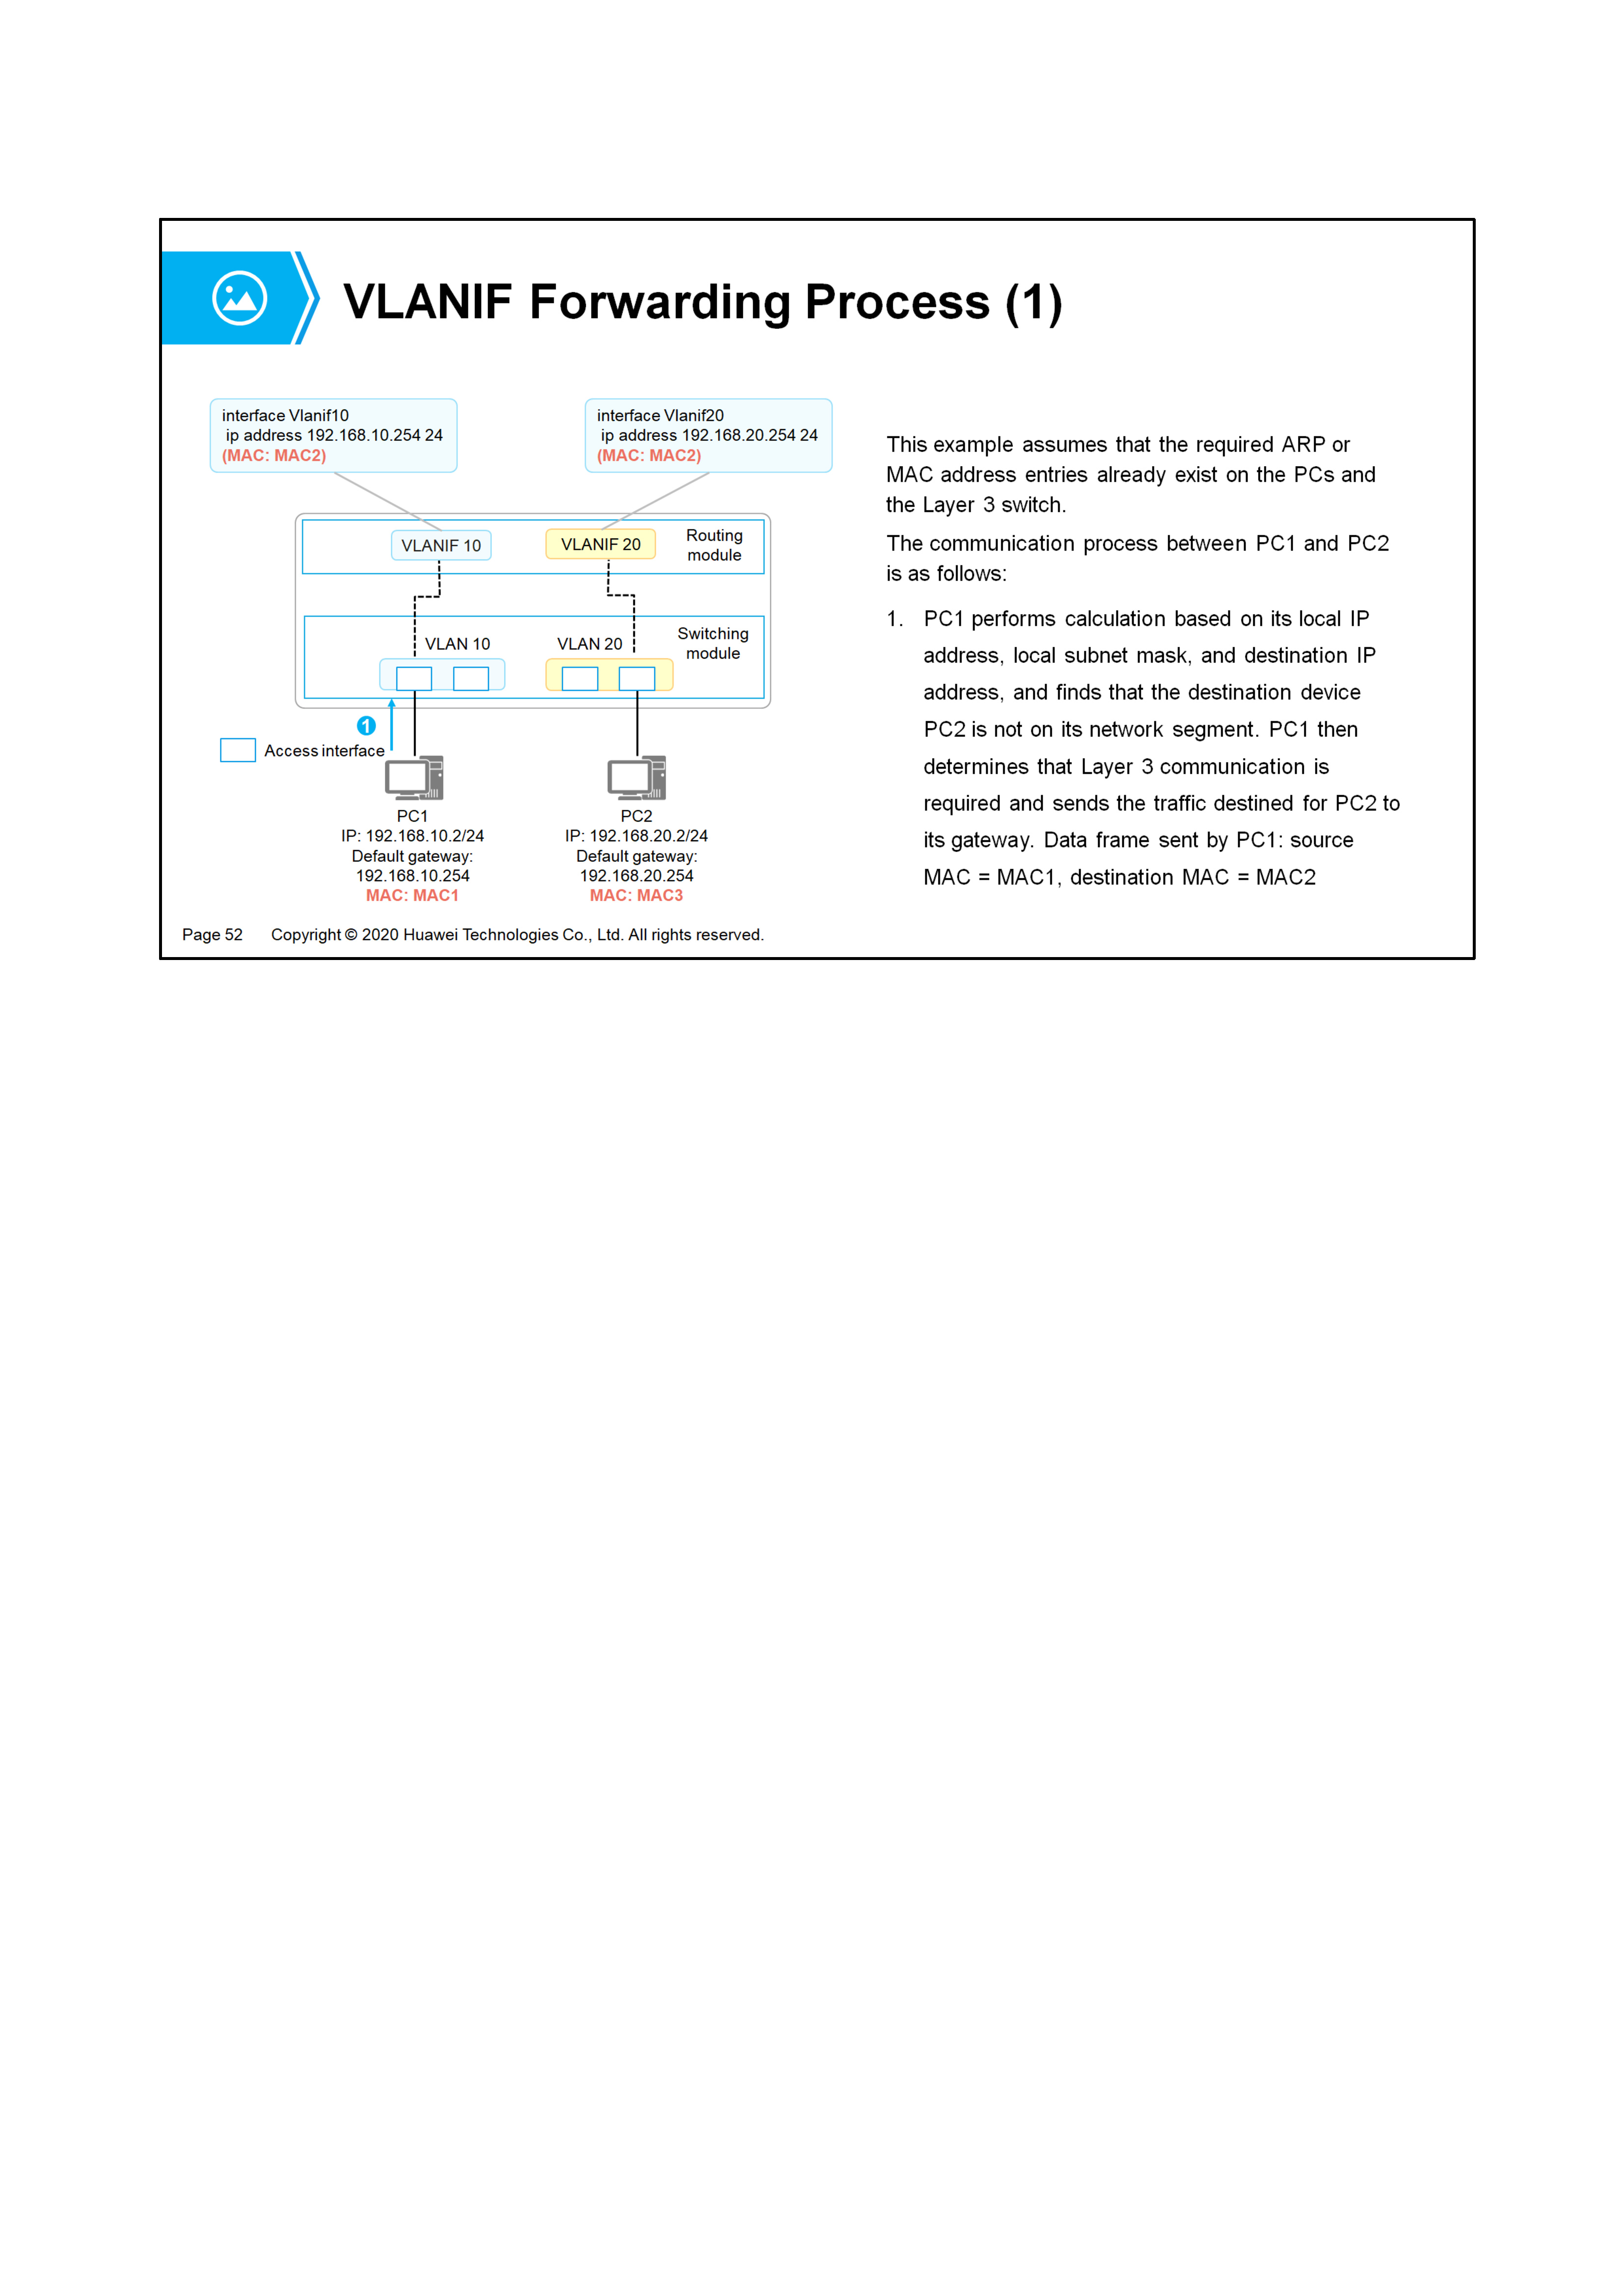 VLANIF Forwarding Process (1)
interface Vlanif10
ip address 192.168.10.254 24
(MAC: MAC2)
interface Vlanif20
ip address 192.168.20.254 24
(MAC: MAC2)
VLANIF 10
VLANIF 20
Routing
module
VLAN 10
VLAN 20
Switching
module
1
Access interface
PC1
IP: 192.168.10.2/24
Default gateway:
192.168.10.254
MAC: MAC1
PC2
IP: 192.168.20.2/24
Default gateway:
192.168.20.254
MAC: MAC3
This example assumes that the required ARP or
MAC address entries already exist on the PCs and
the Layer 3 switch.
The communication process between PC1 and PC2
is as follows:
1. PC1 performs calculation based on its local IP
address, local subnet mask, and destination IP
address, and finds that the destination device
PC2 is not on its network segment. PC1 then
determines that Layer 3 communication is
required and sends the traffic destined for PC2 to
its gateway. Data frame sent by PC1: source
MAC = MAC1, destination MAC = MAC2
Page 52 Copyright © 2020 Huawei Technologies Co., Ltd. All rights reserved.